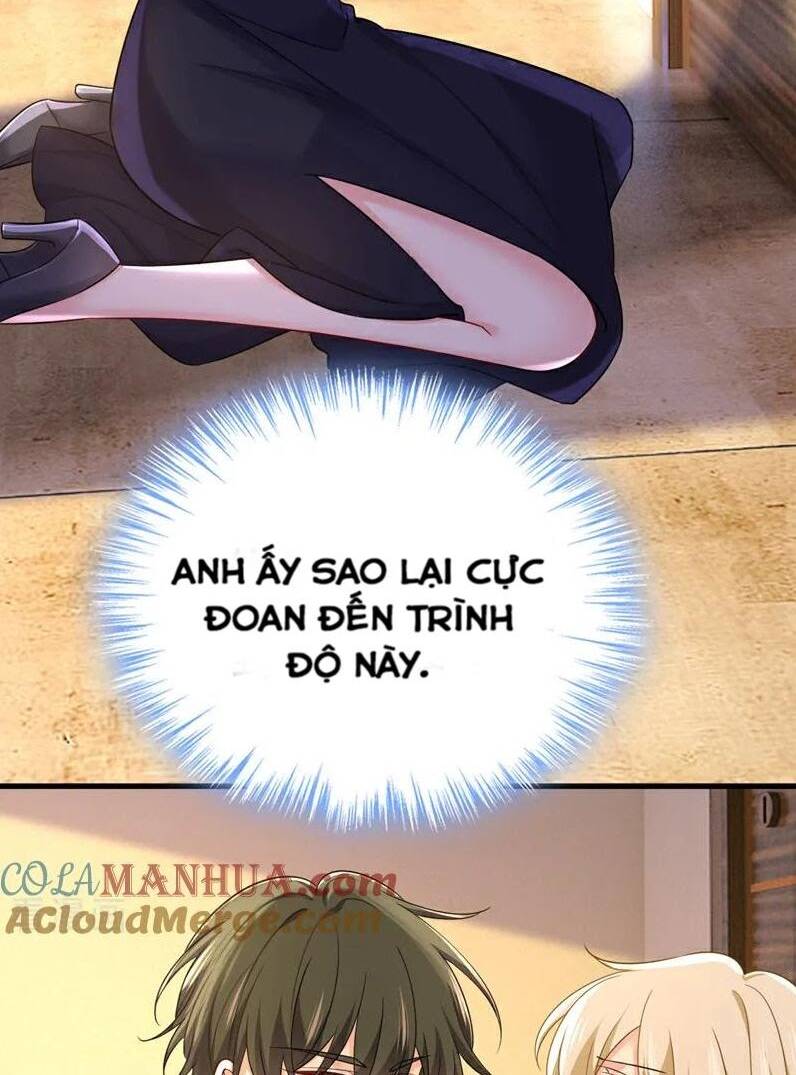 ANH ẤY SAO LẠI CỰC
ĐOAN ĐẾN TRÌNH
ĐỘ NÀY.
COLAMANHUA.com
ACloudMerge.com